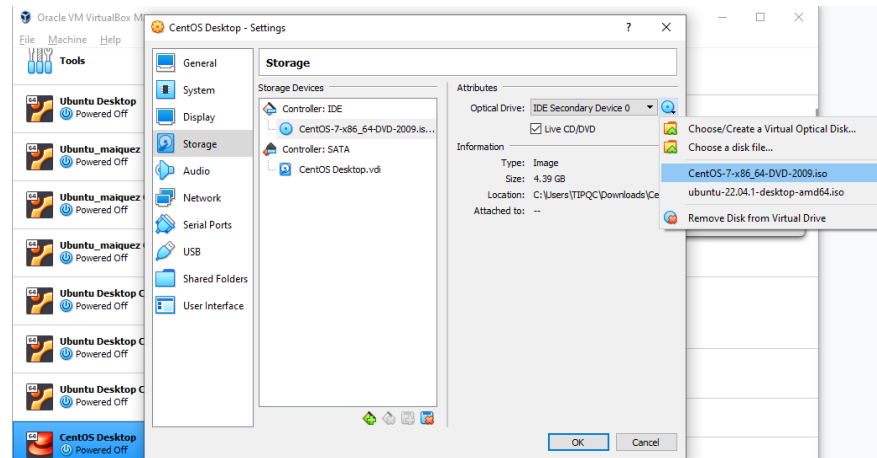 Oracle VM VirtualBox M
File Machine Help
Tools
Ubuntu Desktop
Powered Off
Ubuntu_maiquez
Powered Off
Ubuntu_maiquez
Powered Off
Ubuntu_maiquez
Powered Off
Ubuntu Desktop C
Powered Off
Ubuntu Desktop C
Powered Off
Ubuntu Desktop C
Powered Off
CentOS Desktop
Powered Off
CentOS Desktop - Settings
General
System
Display
Storage
Audio
Network
Serial Ports
USB
Shared Folders
User Interface
Storage
Storage Devices
Controller: IDE
CentOS-7-x86_64-DVD-2009.is...
Controller: SATA
CentOS Desktop.vdi
Attributes
Optical Drive: IDE Secondary Device 0
Live CD/DVD
Information
Type: Image
Size: 4.39 GB
Location: C:\Users\TIPQC\Downloads\Ce
Attached to: --
Choose/Create a Virtual Optical Disk...
Choose a disk file...
CentOS-7-x86_64-DVD-2009.iso
ubuntu-22.04.1-desktop-amd64.iso
Remove Disk from Virtual Drive
OK Cancel